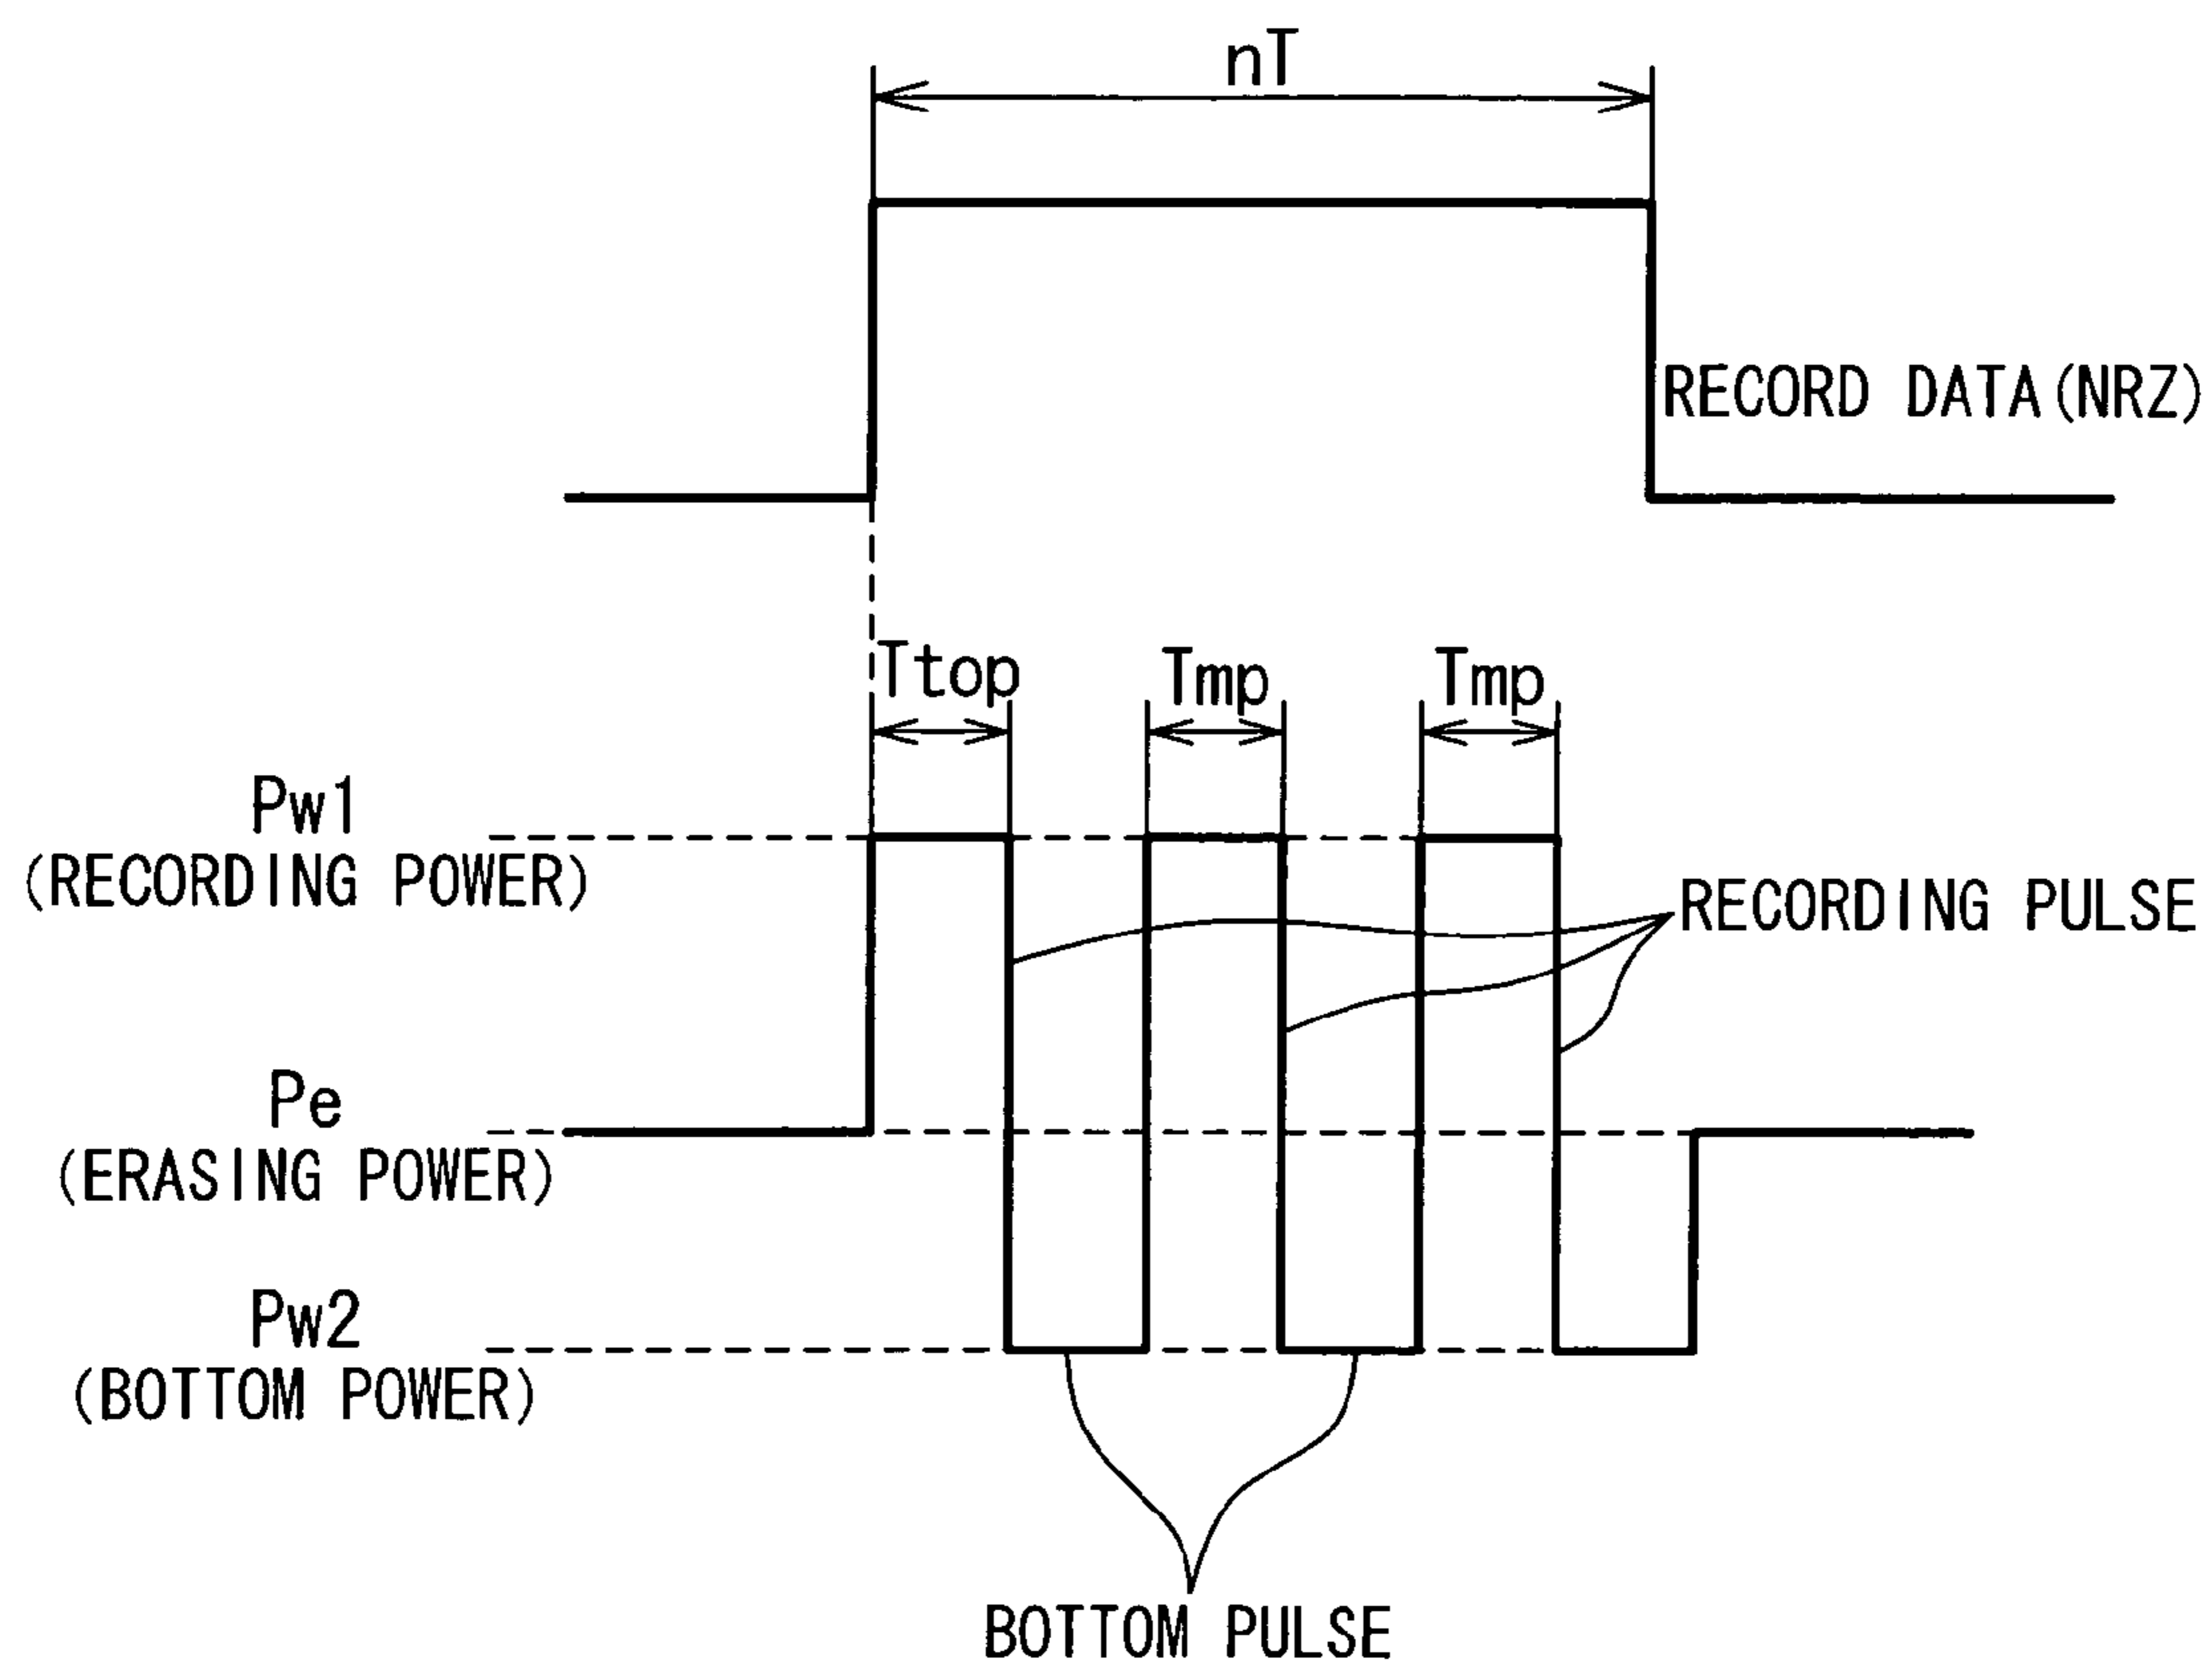 nT
RECORD DATA(NRZ)
Ttop
Tmp
Tmp
Pw1
(RECORDING POWER)
RECORDING PULSE
Pe
(ERASING POWER)
Pw2
(BOTTOM POWER)
BOTTOM PULSE